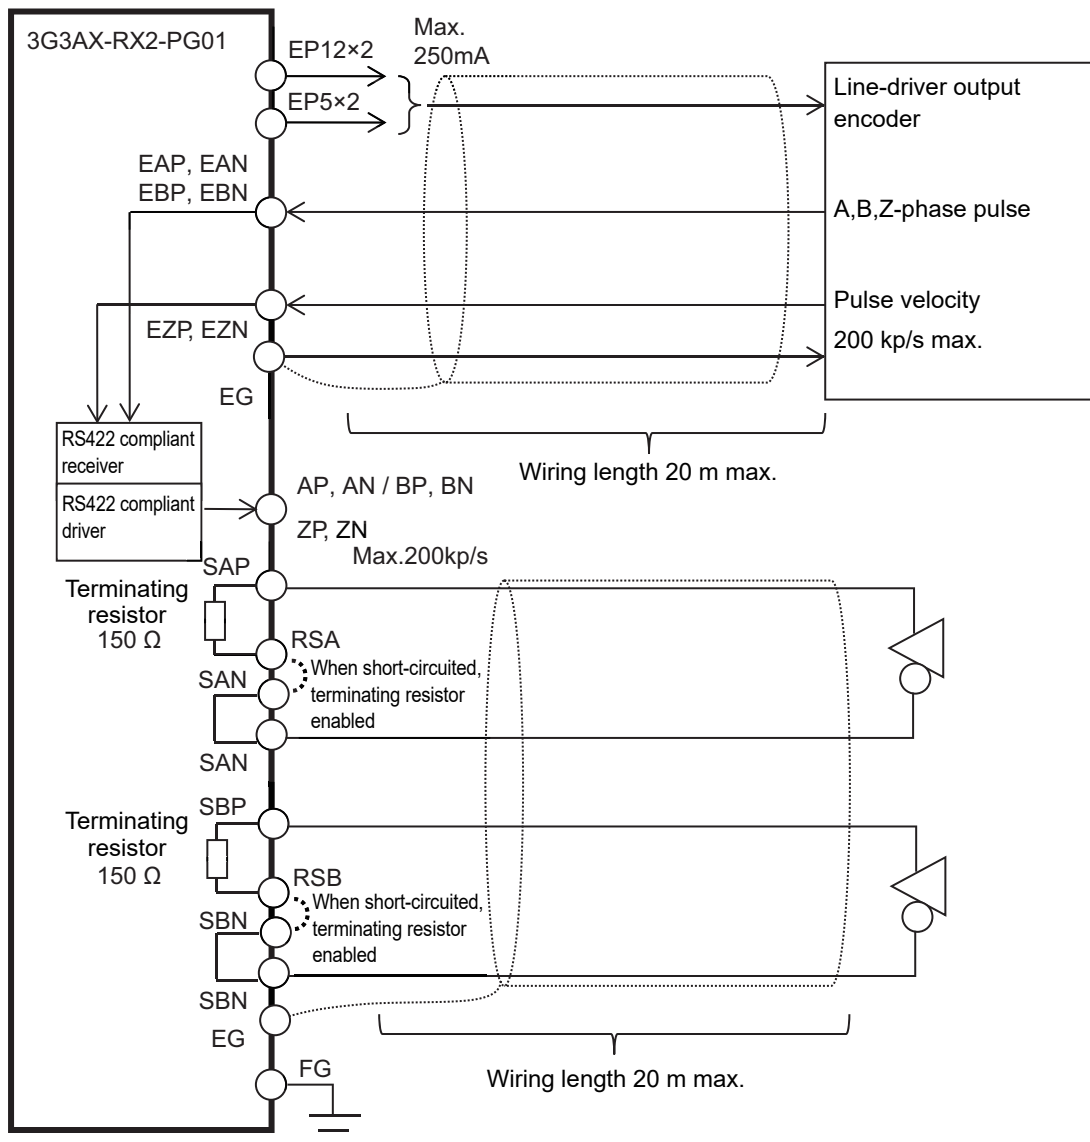 3G3AX-RX2-PG01
EP12×2
Max.
250mA
EP5×2
Line-driver output
encoder
EAP, EAN
EBP, EBN
A,B,Z-phase pulse
EZP, EZN
Pulse velocity
200 kp/s max.
EG
RS422 compliant
receiver
Wiring length 20 m max.
RS422 compliant
driver
AP, AN / BP, BN
ZP, ZN
Max.200kp/s
SAP
Terminating
resistor
150 Ω
RSA
When short-circuited,
terminating resistor
enabled
SAN
SAN
SBP
Terminating
resistor
150 Ω
RSB
When short-circuited,
terminating resistor
enabled
SBN
SBN
EG
FG
Wiring length 20 m max.